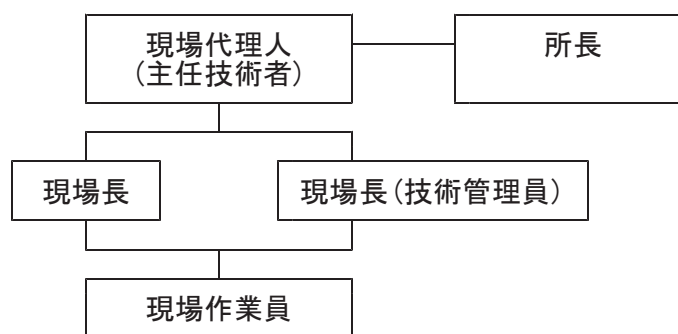 現場代理人
(主任技術者)
所長
現場長
現場長(技術管理員)
現場作業員